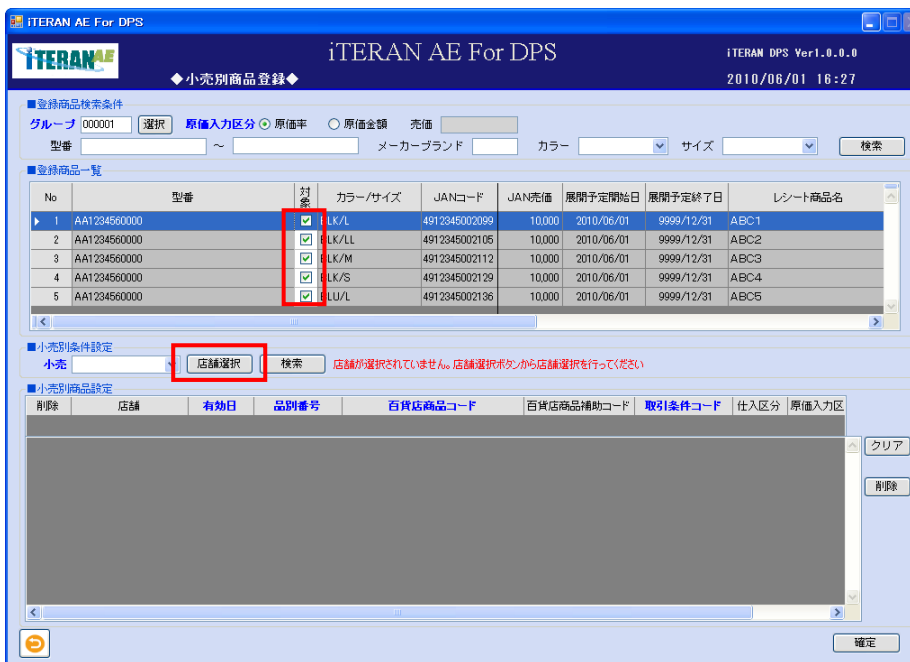 iTERAN AE For DPS
iTERAN AE
iTERAN AE For DPS
iTERAN DPS Ver1.0.0.0
◆小売別商品登録◆
2010/06/01 16:27
■登録商品検索条件
グループ 000001 選択 原価入力区分 原価率 原価金額 売価
型番 ～ メーカーブランド カラー サイズ 検索
■登録商品一覧
No 型番 対象 カラー/サイズ JANコード JAN売価 展開予定開始日 展開予定終了日 レシート商品名
1 AA1234560000 BLK/L 4912345002099 10,000 2010/06/01 9999/12/31 ABC1
2 AA1234560000 BLK/LL 4912345002105 10,000 2010/06/01 9999/12/31 ABC2
3 AA1234560000 BLK/M 4912345002112 10,000 2010/06/01 9999/12/31 ABC3
4 AA1234560000 BLK/S 4912345002129 10,000 2010/06/01 9999/12/31 ABC4
5 AA1234560000 BLU/L 4912345002136 10,000 2010/06/01 9999/12/31 ABC5
■小売別条件設定
小売 店舗選択 検索 店舗が選択されていません。店舗選択ボタンから店舗選択を行ってください
■小売別商品設定
削除 店舗 有効日 品別番号 百貨店商品コード 百貨店商品補助コード 取引条件コード 仕入区分 原価入力区
クリア
削除
確定